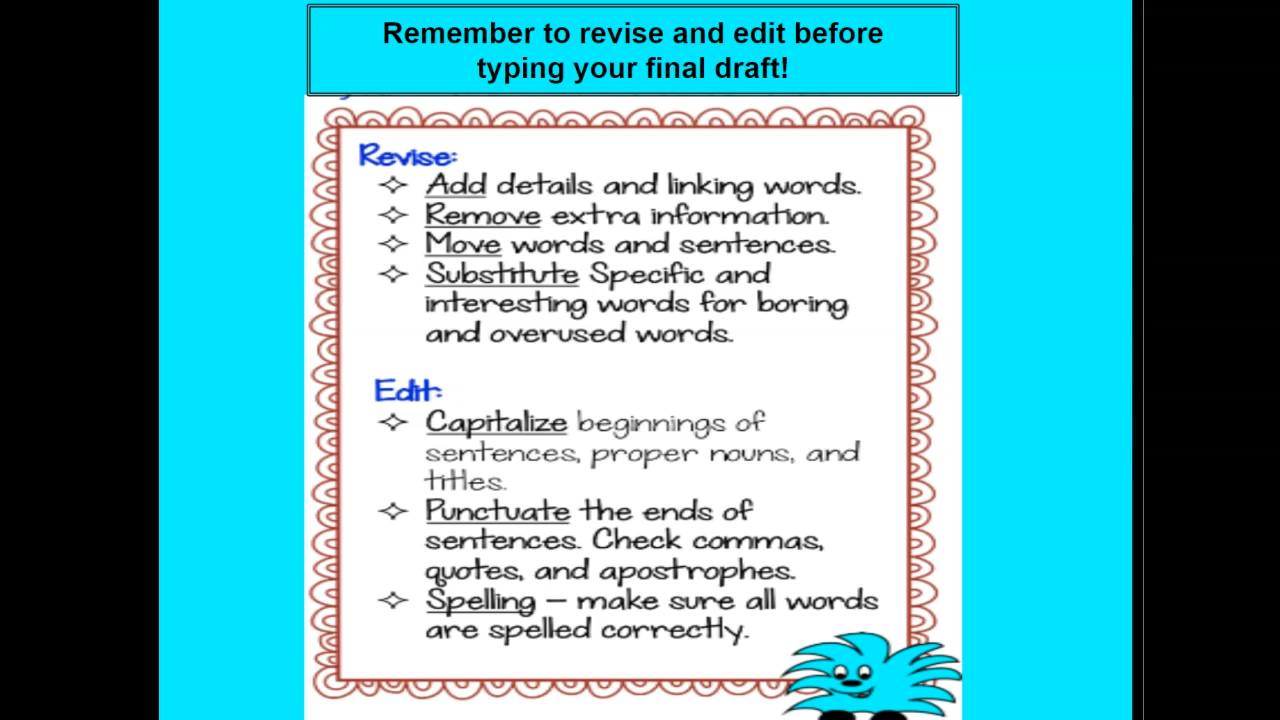 Remember to revise and edit before
typing your final draft!
Revise:
Add details and linking words.
Remove extra information.
Move words and sentences.
Substitute Specific and
interesting words for boring
and overused words.
Edit:
Capitalize beginnings of
sentences, proper nouns, and
titles.
Punctuate the ends of
sentences. Check commas,
quotes, and apostrophes.
Spelling – make sure all words
are spelled correctly.